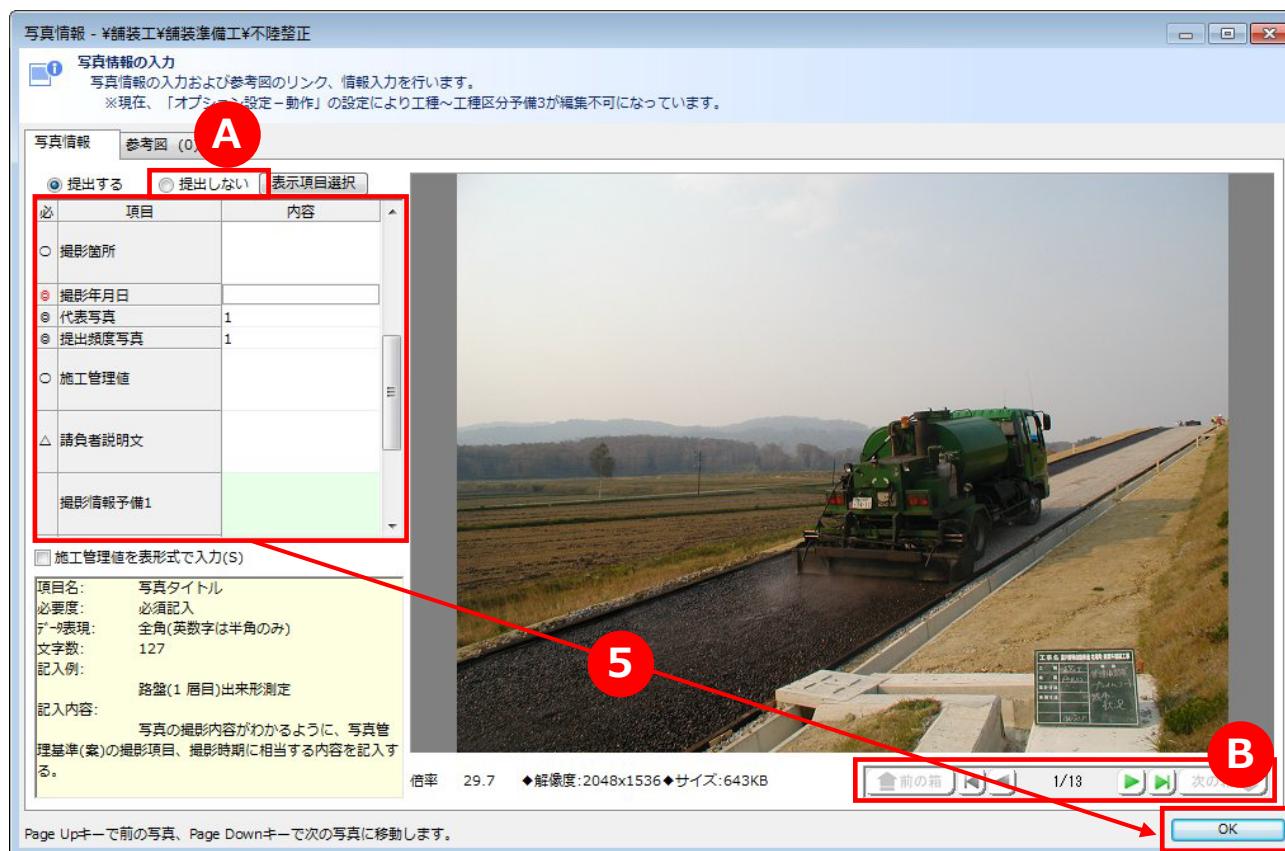 写真情報 - ¥舗装工¥舗装準備工¥不陸整正
写真情報の入力
写真情報の入力および参考図のリンク、情報入力を行います。
※現在、「オプション設定－動作」の設定により工種～工種区分予備3が編集不可になっています。
写真情報
参考図 (0)
A
提出する
提出しない
表示項目選択
必 項目 内容
○ 撮影箇所
◎ 撮影年月日
◎ 代表写真 1
◎ 提出頻度写真 1
○ 施工管理値
△ 請負者説明文
撮影情報予備1
施工管理値を表形式で入力(S)
項目名: 写真タイトル
必要度: 必須記入
ﾃﾞｰﾀ表現: 全角(英数字は半角のみ)
文字数: 127
記入例:
路盤(1 層目)出来形測定
記入内容:
写真の撮影内容がわかるように、写真管
理基準(案)の撮影項目、撮影時期に相当する内容を記入す
る。
5
工事名
状況
B
倍率 29.7 ◆解像度:2048x1536◆サイズ:643KB
前の箱
1/13
次の
OK
Page Upキーで前の写真、Page Downキーで次の写真に移動します。